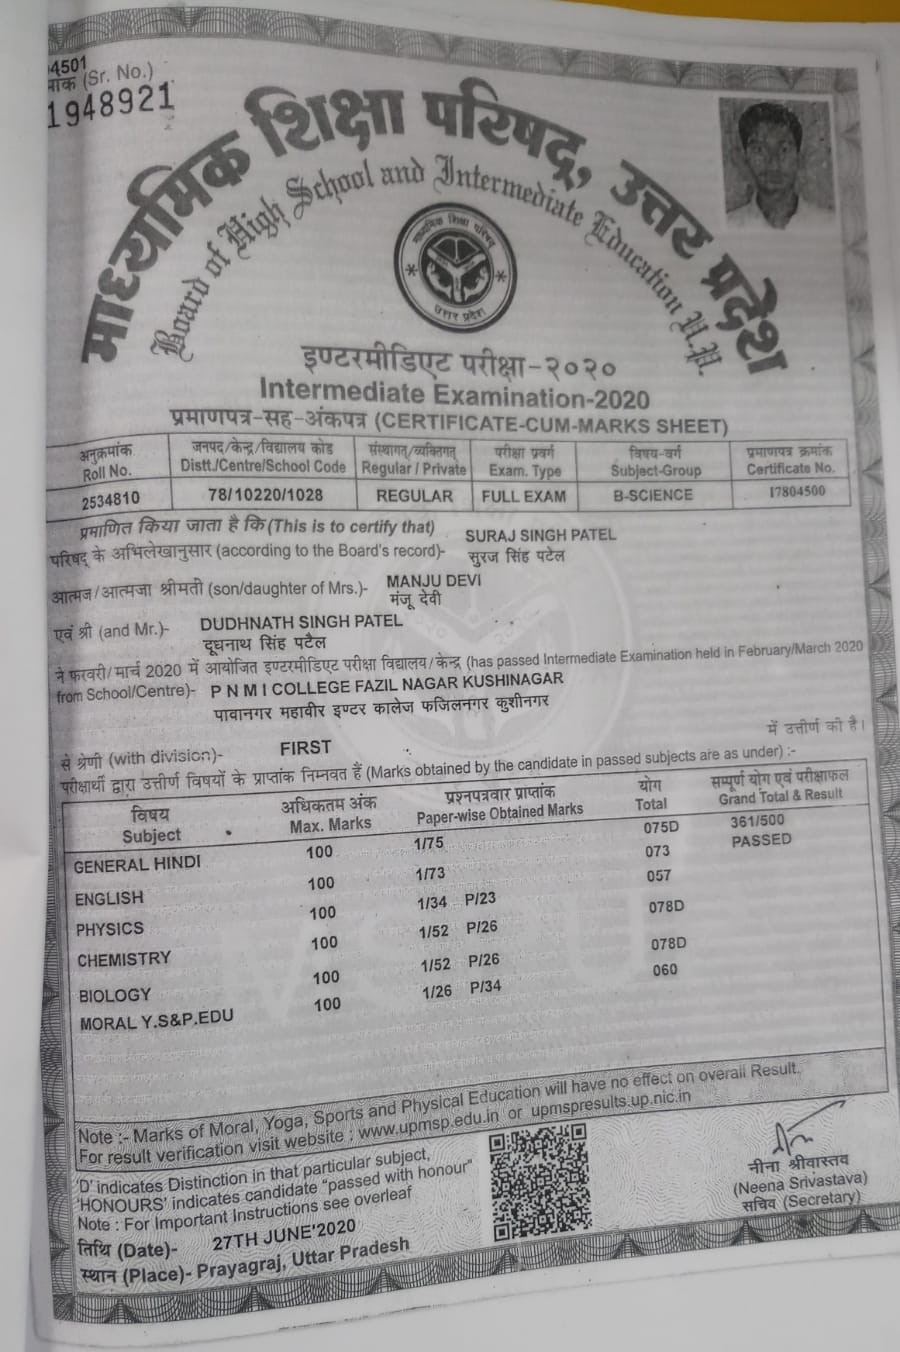 4501
(Sr. No.)
1948921
माध्यमिक शिक्षा परिषद्, उत्तर प्रदेश
Board of High School and Intermediate Education U.P.
माध्यमिक शिक्षा परिषद्
उत्तर प्रदेश
इण्टरमीडिएट परीक्षा-२०२०
Intermediate Examination-2020
प्रमाणपत्र-सह-अंकपत्र (CERTIFICATE-CUM-MARKS SHEET)
अनुक्रमांक जनपद/केन्द्र/विद्यालय कोड संस्थागत/व्यक्तिगत परीक्षा प्रवर्ग विषय-वर्ग प्रमाणपत्र क्रमांक
Roll No. Distt./Centre/School Code Regular / Private Exam. Type Subject-Group Certificate No.
2534810 78/10220/1028 REGULAR FULL EXAM B-SCIENCE 17804500
प्रमाणित किया जाता है कि (This is to certify that) SURAJ SINGH PATEL
परिषद् के अभिलेखानुसार (according to the Board's record)- सुरज सिंह पटेल
आत्मज/आत्मजा श्रीमती (son/daughter of Mrs.)- MANJU DEVI
मंजू देवी
एवं श्री (and Mr.)- DUDHNATH SINGH PATEL
दूधनाथ सिंह पटैल
ने फरवरी/मार्च 2020 में आयोजित इण्टरमीडिएट परीक्षा विद्यालय/केन्द्र (has passed Intermediate Examination held in February/March 2020
from School/Centre)- P N M I COLLEGE FAZIL NAGAR KUSHINAGAR
पावानगर महावीर इण्टर कालेज फजिलनगर कुशीनगर
में उत्तीर्ण की है।
से श्रेणी (with division)- FIRST
परीक्षार्थी द्वारा उत्तीर्ण विषयों के प्राप्तांक निम्नवत हैं (Marks obtained by the candidate in passed subjects are as under) :-
विषय अधिकतम अंक प्रश्नपत्रवार प्राप्तांक योग सम्पूर्ण योग एवं परीक्षाफल
Subject Max. Marks Paper-wise Obtained Marks Total Grand Total & Result
GENERAL HINDI 100 1/75 075D 361/500
ENGLISH 100 1/73 073 PASSED
PHYSICS 100 1/34 P/23 057
CHEMISTRY 100 1/52 P/26 078D
BIOLOGY 100 1/52 P/26 078D
MORAL Y.S&P.EDU 100 1/26 P/34 060
Note :- Marks of Moral, Yoga, Sports and Physical Education will have no effect on overall Result.
For result verification visit website : www.upmsp.edu.in or upmspresults.up.nic.in
'D' indicates Distinction in that particular subject,
'HONOURS' indicates candidate "passed with honour"
Note : For Important Instructions see overleaf
तिथि (Date)- 27TH JUNE'2020
स्थान (Place)- Prayagraj, Uttar Pradesh
नीना श्रीवास्तव
(Neena Srivastava)
सचिव (Secretary)